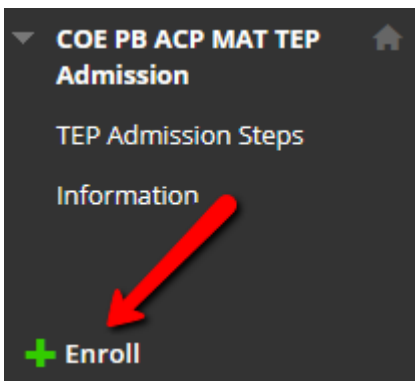 COE PB ACP MAT TEP
Admission
TEP Admission Steps
Information
Enroll